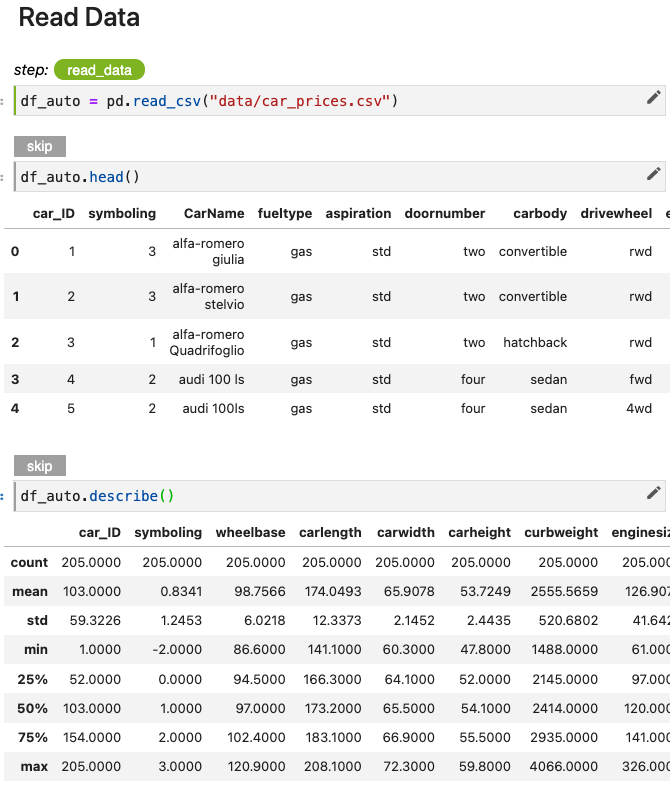 Read Data
step: read_data
df_auto = pd.read_csv("data/car_prices.csv")
skip
df_auto.head()
car_ID symboling CarName fueltype aspiration doornumber carbody drivewheel e
0 1 3 alfa-romero giulia gas std two convertible rwd
1 2 3 alfa-romero stelvio gas std two convertible rwd
2 3 1 alfa-romero Quadrifoglio gas std two hatchback rwd
3 4 2 audi 100 ls gas std four sedan fwd
4 5 2 audi 100ls gas std four sedan 4wd
skip
df_auto.describe()
car_ID symboling wheelbase carlength carwidth carheight curbweight enginesiz
count 205.0000 205.0000 205.0000 205.0000 205.0000 205.0000 205.0000 205.000
mean 103.0000 0.8341 98.7566 174.0493 65.9078 53.7249 2555.5659 126.907
std 59.3226 1.2453 6.0218 12.3373 2.1452 2.4435 520.6802 41.642
min 1.0000 -2.0000 86.6000 141.1000 60.3000 47.8000 1488.0000 61.000
25% 52.0000 0.0000 94.5000 166.3000 64.1000 52.0000 2145.0000 97.000
50% 103.0000 1.0000 97.0000 173.2000 65.5000 54.1000 2414.0000 120.000
75% 154.0000 2.0000 102.4000 183.1000 66.9000 55.5000 2935.0000 141.000
max 205.0000 3.0000 120.9000 208.1000 72.3000 59.8000 4066.0000 326.000